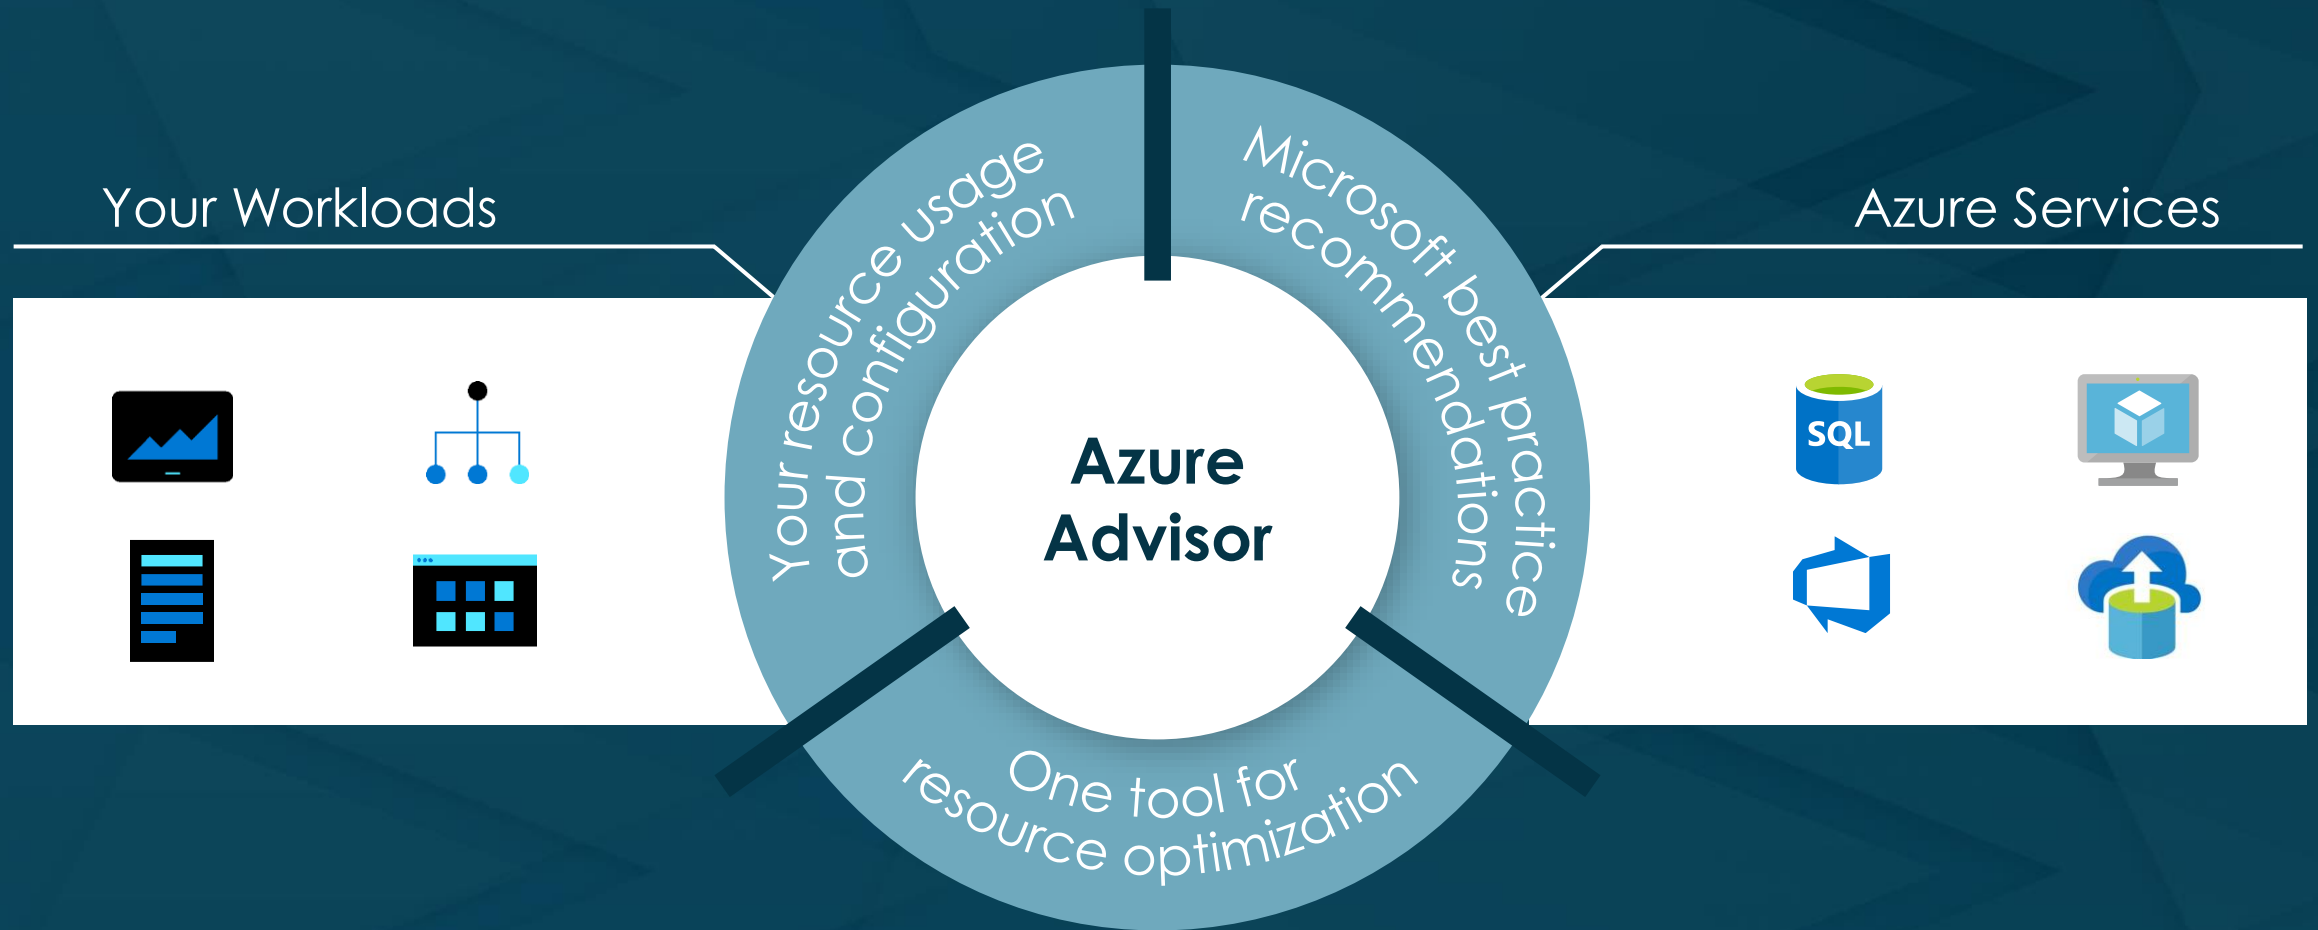 Your Workloads
Your resource usage
and configuration
Microsoft best practice
recommendations
Azure Services
Azure
Advisor
SQL
One tool for
resource optimization